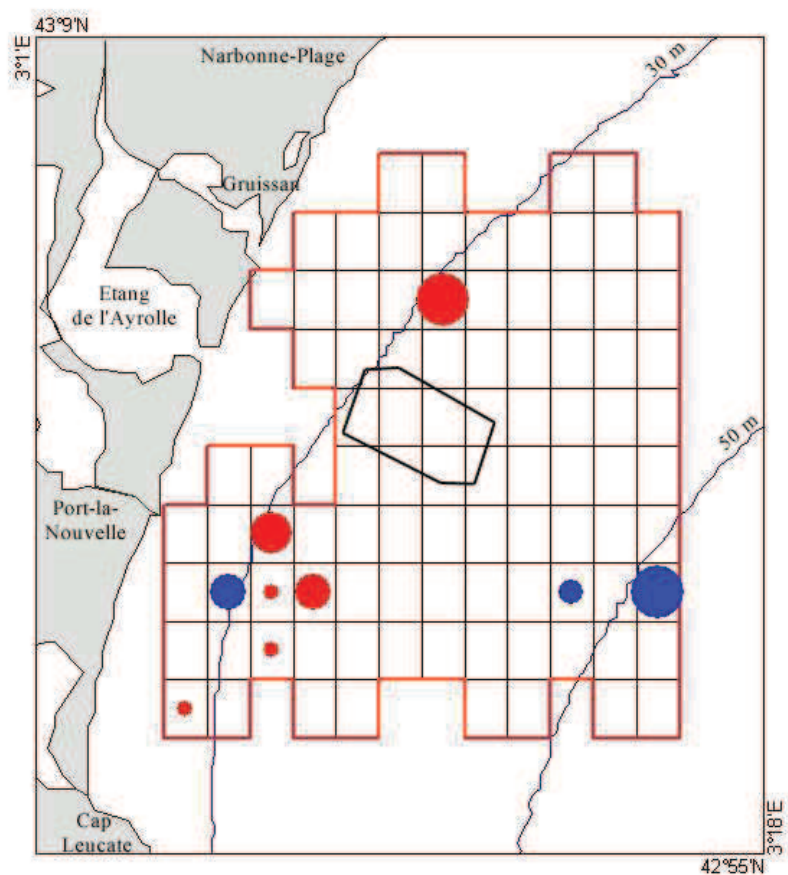 43°9'N
3°1'E
Narbonne-Plage
30 m
Gruissan
Etang
de l'Ayrolle
50 m
Port-la-
Nouvelle
Cap
Leucate
3°18'E
42°55'N